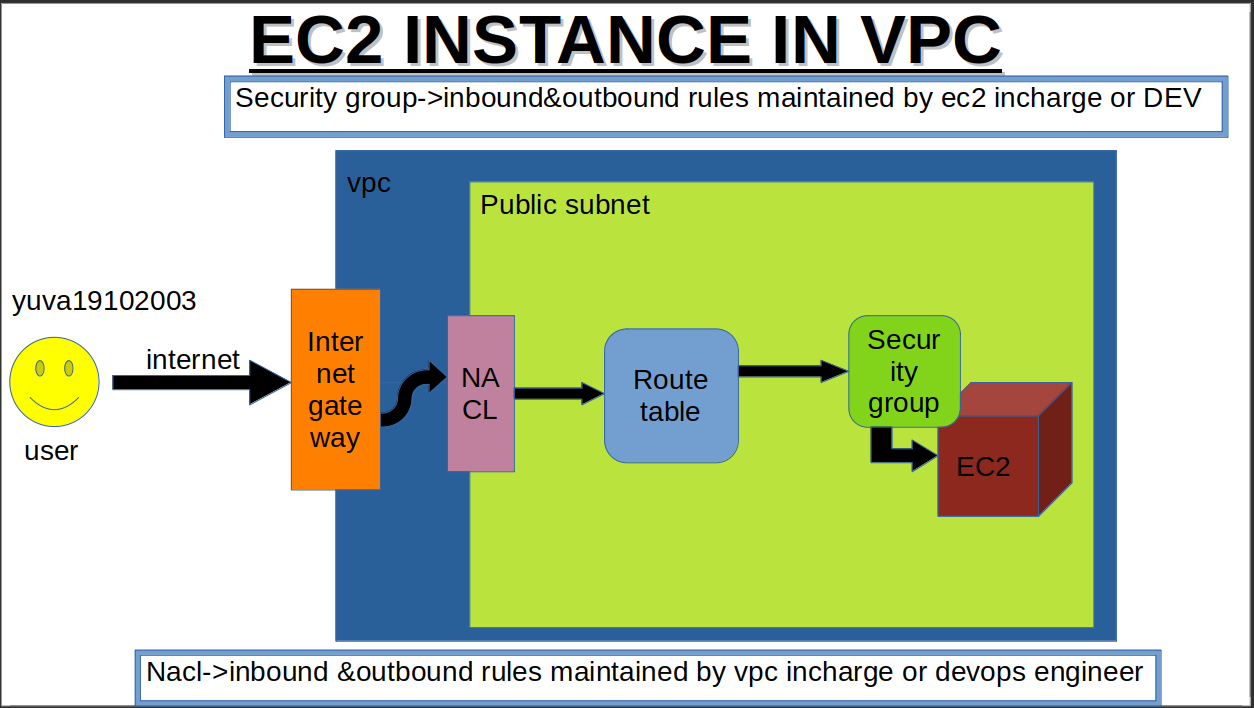 EC2 INSTANCE IN VPC
Security group->inbound&outbound rules maintained by ec2 incharge or DEV
vpc
Public subnet
yuva19102003
internet
user
Inter
net
gate
way
NA
CL
Route
table
Secur
ity
group
EC2
Nacl->inbound &outbound rules maintained by vpc incharge or devops engineer